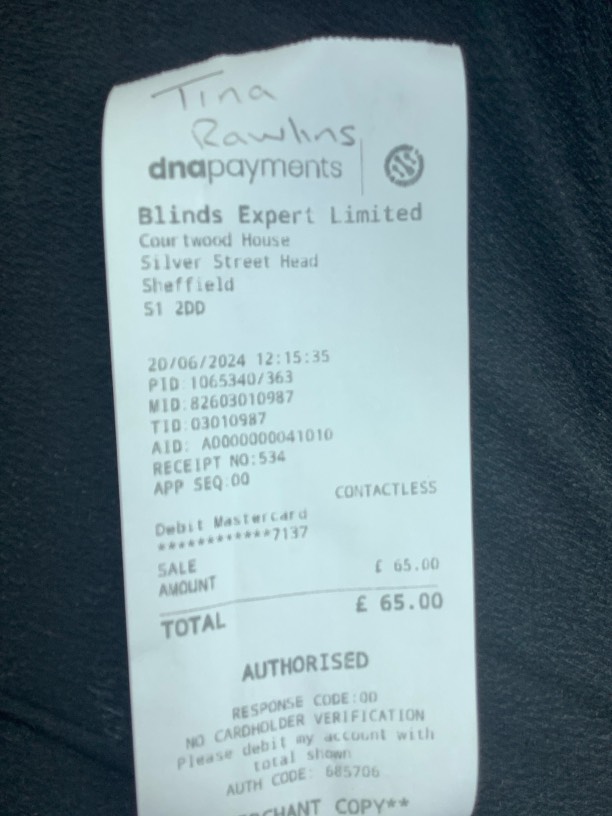 Tina
Rawlins
dnapayments
Blinds Expert Limited
Courtwood House
Silver Street Head
Sheffield
S1 2DD
20/06/2024 12:15:35
PID:1065340/363
MID:82603010987
TID:03010987
AID: A0000000041010
RECEIPT NO:534
APP SEQ:00
CONTACTLESS
Debit Mastercard
************7137
SALE
AMOUNT £ 65.00
TOTAL £ 65.00
AUTHORISED
RESPONSE CODE:00
NO CARDHOLDER VERIFICATION
Please debit my account with
total shown
AUTH CODE: 685706
COPY**